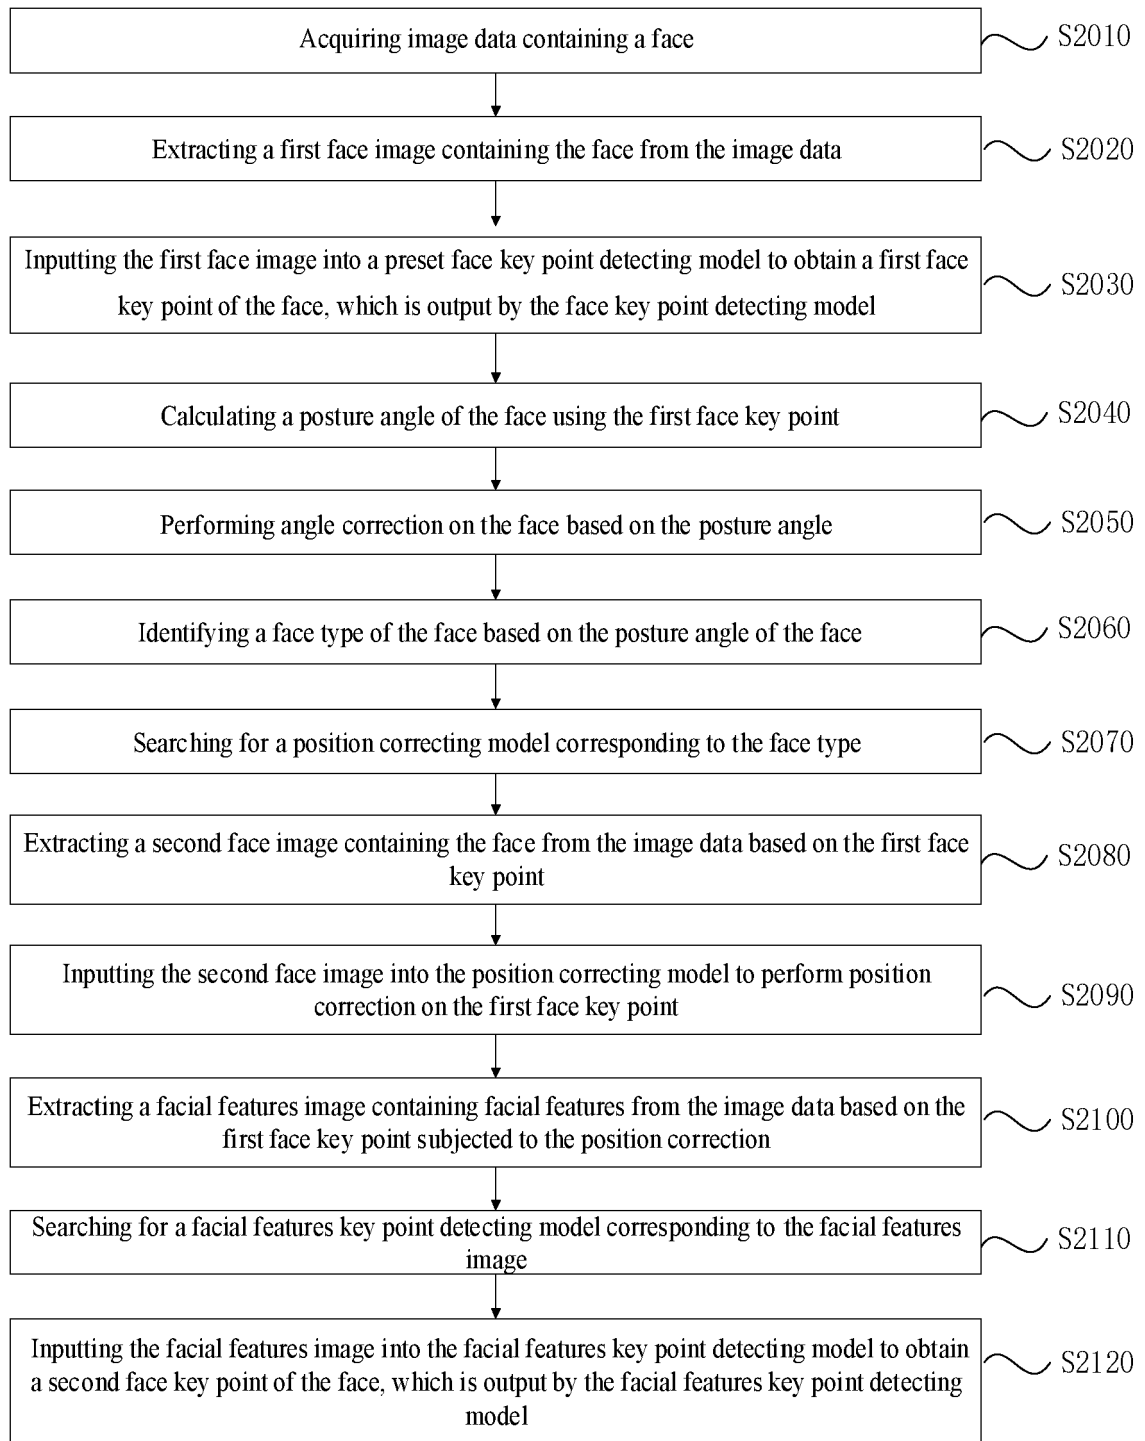 Acquiring image data containing a face
S2010
Extracting a first face image containing the face from the image data
S2020
Inputting the first face image into a preset face key point detecting model to obtain a first face
key point of the face, which is output by the face key point detecting model
S2030
Calculating a posture angle of the face using the first face key point
S2040
Performing angle correction on the face based on the posture angle
S2050
Identifying a face type of the face based on the posture angle of the face
S2060
Searching for a position correcting model corresponding to the face type
S2070
Extracting a second face image containing the face from the image data based on the first face
key point
S2080
Inputting the second face image into the position correcting model to perform position
correction on the first face key point
S2090
Extracting a facial features image containing facial features from the image data based on the
first face key point subjected to the position correction
S2100
Searching for a facial features key point detecting model corresponding to the facial features
image
S2110
Inputting the facial features image into the facial features key point detecting model to obtain
a second face key point of the face, which is output by the facial features key point detecting
model
S2120